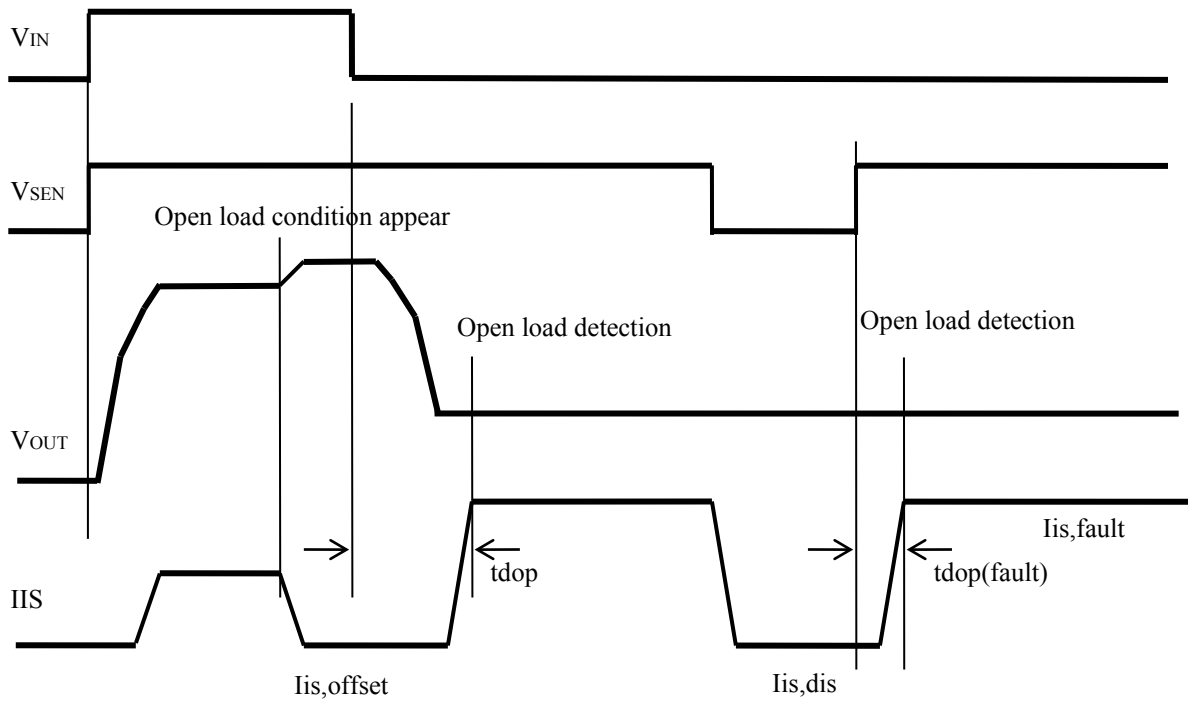 VIN
VSEN
Open load condition appear
Open load detection
Open load detection
VOUT
Iis,fault
tdop
tdop(fault)
IIS
Iis,offset
Iis,dis